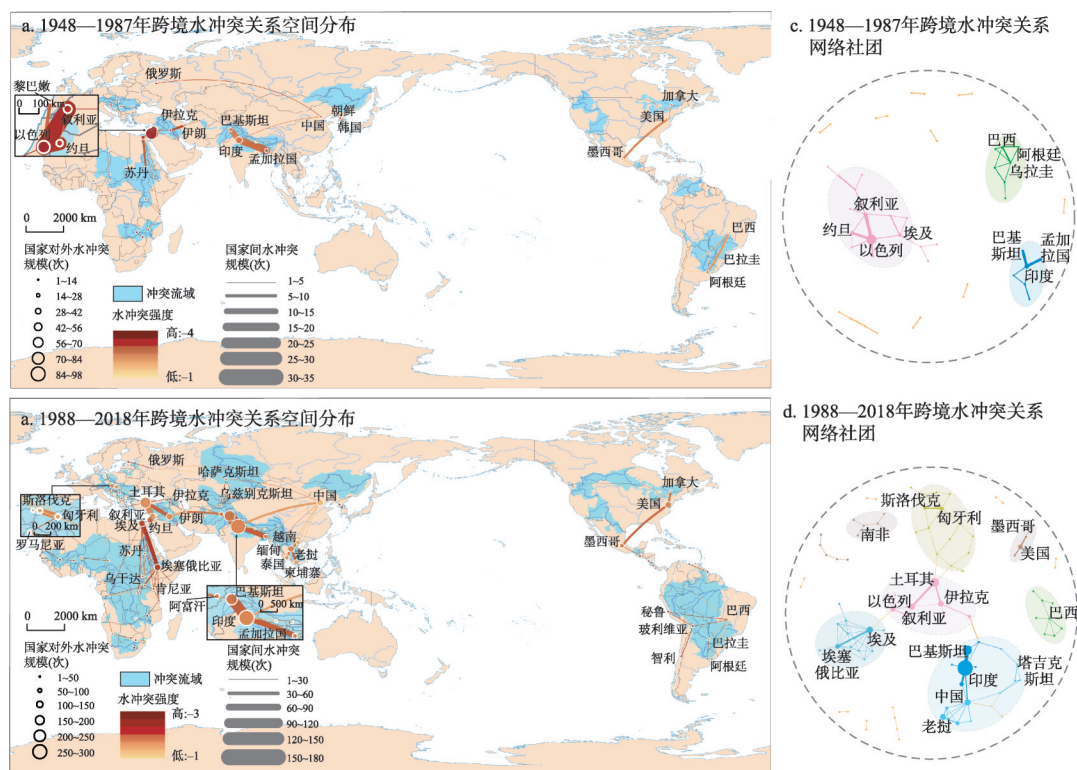 a. 1948—1987年跨境水冲突关系空间分布
俄罗斯
黎巴嫩
0 100 km
叙利亚
以色列
约旦
伊拉克
伊朗
巴基斯坦
印度
孟加拉国
中国
朝鲜
韩国
苏丹
加拿大
美国
墨西哥
巴西
巴拉圭
阿根廷
0 2000 km
国家对外水冲突
规模(次)
1~14
14~28
28~42
42~56
56~70
70~84
84~98
冲突流域
水冲突强度
高:–4
低:–1
国家间水冲突
规模(次)
1~5
5~10
10~15
15~20
20~25
25~30
30~35
c. 1948—1987年跨境水冲突关系
网络社团
巴西
阿根廷
乌拉圭
叙利亚
约旦
埃及
以色列
巴基
斯坦
孟加
拉国
印度
a. 1988—2018年跨境水冲突关系空间分布
俄罗斯
哈萨克斯坦
斯洛伐克
匈牙利
0 200 km
罗马尼亚
土耳其
伊拉克
乌兹别克斯坦
中国
叙利亚
埃及
约旦
伊朗
越南
缅甸
老挝
泰国
柬埔寨
苏丹
埃塞俄比亚
乌干达
肯尼亚
阿富汗
巴基斯坦
0 500 km
印度
孟加拉国
加拿大
美国
墨西哥
秘鲁
巴西
玻利维亚
巴拉圭
智利
阿根廷
0 2000 km
国家对外水冲突
规模(次)
1~50
50~100
100~150
150~200
200~250
250~300
冲突流域
水冲突强度
高:–3
低:–1
国家间水冲突
规模(次)
1~30
30~60
60~90
90~120
120~150
150~180
d. 1988—2018年跨境水冲突关系
网络社团
斯洛伐克
匈牙利
南非
墨西哥
美国
土耳其
以色列
伊拉克
叙利亚
巴西
埃及
埃塞
俄比亚
巴基斯坦
印度
塔吉克
斯坦
中国
老挝